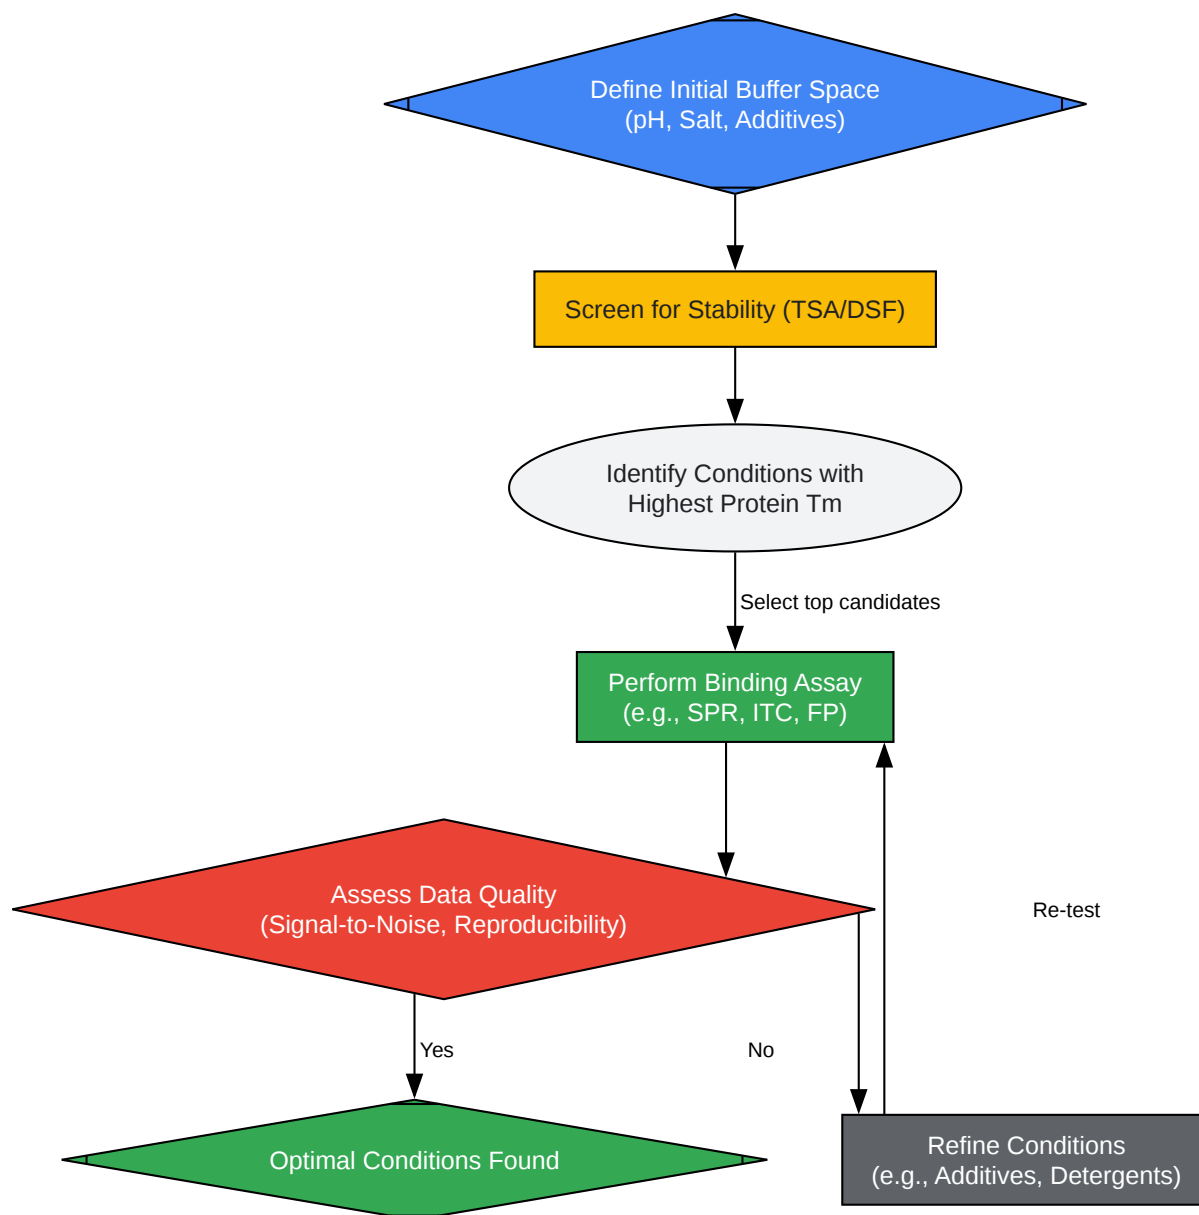 Define Initial Buffer Space
(pH, Salt, Additives)
Screen for Stability (TSA/DSF)
Identify Conditions with
Highest Protein Tm
Select top candidates
Perform Binding Assay
(e.g., SPR, ITC, FP)
Assess Data Quality
(Signal-to-Noise, Reproducibility)
Re-test
Yes
No
Optimal Conditions Found
Refine Conditions
(e.g., Additives, Detergents)